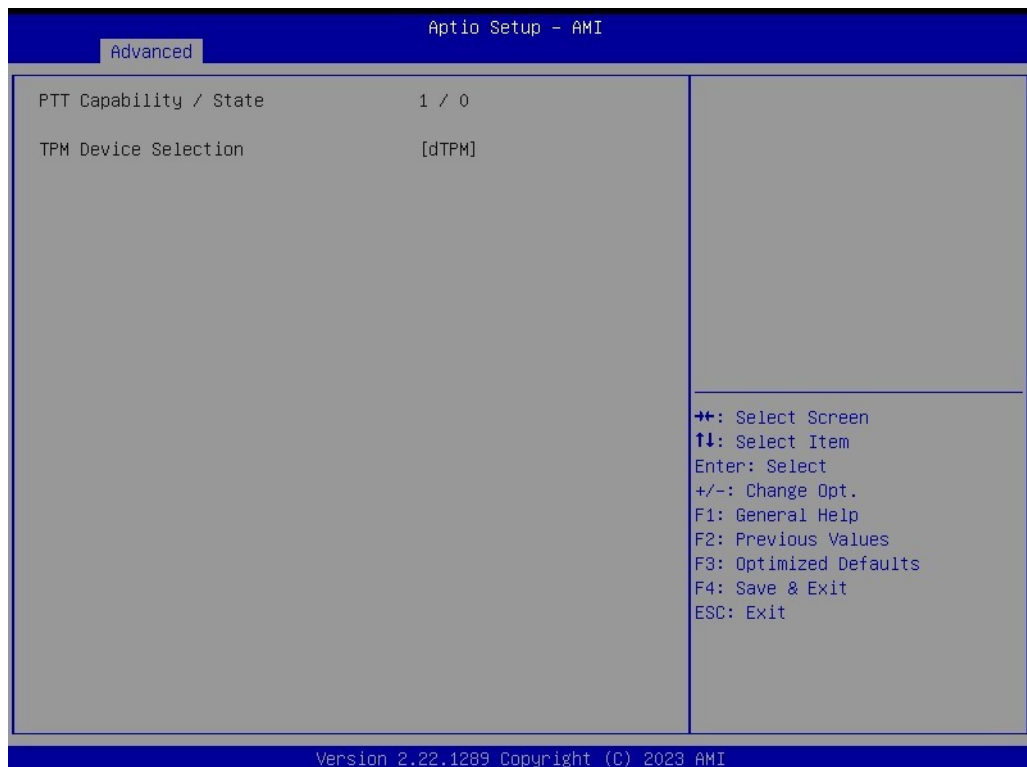 Aptio Setup – AMI
Advanced
PTT Capability / State 1 / 0
TPM Device Selection [dTPM]
→←: Select Screen
↑↓: Select Item
Enter: Select
+/-: Change Opt.
F1: General Help
F2: Previous Values
F3: Optimized Defaults
F4: Save & Exit
ESC: Exit
Version 2.22.1289 Copyright (C) 2023 AMI